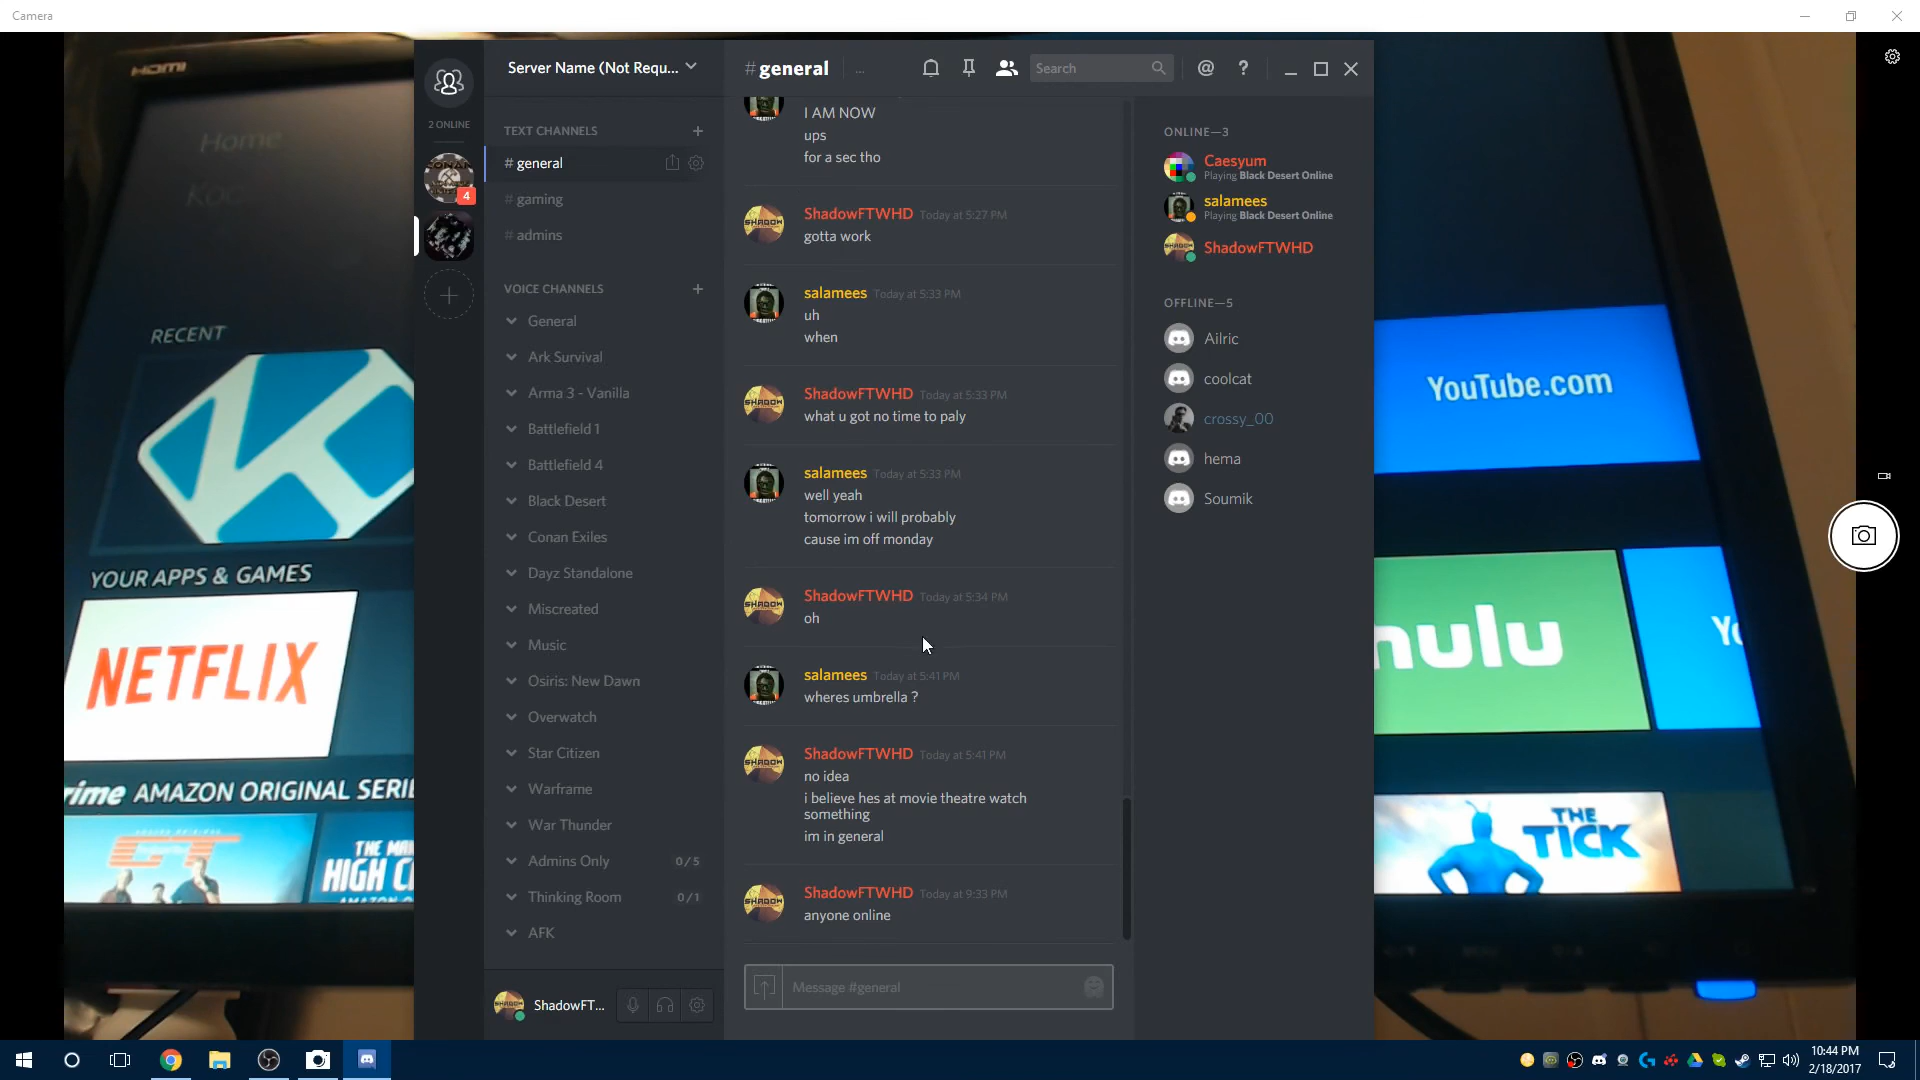 Camera
HDMI
Home
RECENT
YOUR APPS & GAMES
NETFLIX
AMAZON ORIGINAL SERIE
THE
HIGH
2 ONLINE
4
Server Name (Not Requ...
TEXT CHANNELS
# general
# gaming
# admins
VOICE CHANNELS
General
Ark Survival
Arma 3 - Vanilla
Battlefield 1
Battlefield 4
Black Desert
Conan Exiles
Dayz Standalone
Miscreated
Music
Osiris: New Dawn
Overwatch
Star Citizen
Warframe
War Thunder
Admins Only 0/5
Thinking Room 0/1
AFK
ShadowFT...
# general ...
Search
@ ?
I AM NOW
ups
for a sec tho
ShadowFTWHD Today at 5:27 PM
gotta work
salamees Today at 5:33 PM
uh
when
ShadowFTWHD Today at 5:33 PM
what u got no time to paly
salamees Today at 5:33 PM
well yeah
tomorrow i will probably
cause im off monday
ShadowFTWHD Today at 5:34 PM
oh
salamees Today at 5:41 PM
wheres umbrella ?
ShadowFTWHD Today at 5:41 PM
no idea
i believe hes at movie theatre watch
something
im in general
ShadowFTWHD Today at 9:33 PM
anyone online
Message #general
ONLINE—3
Caesyum
Playing Black Desert Online
salamees
Playing Black Desert Online
ShadowFTWHD
OFFLINE—5
Ailric
coolcat
crossy_00
hema
Soumik
YouTube.com
hulu
THE
TICK
10:44 PM
2/18/2017